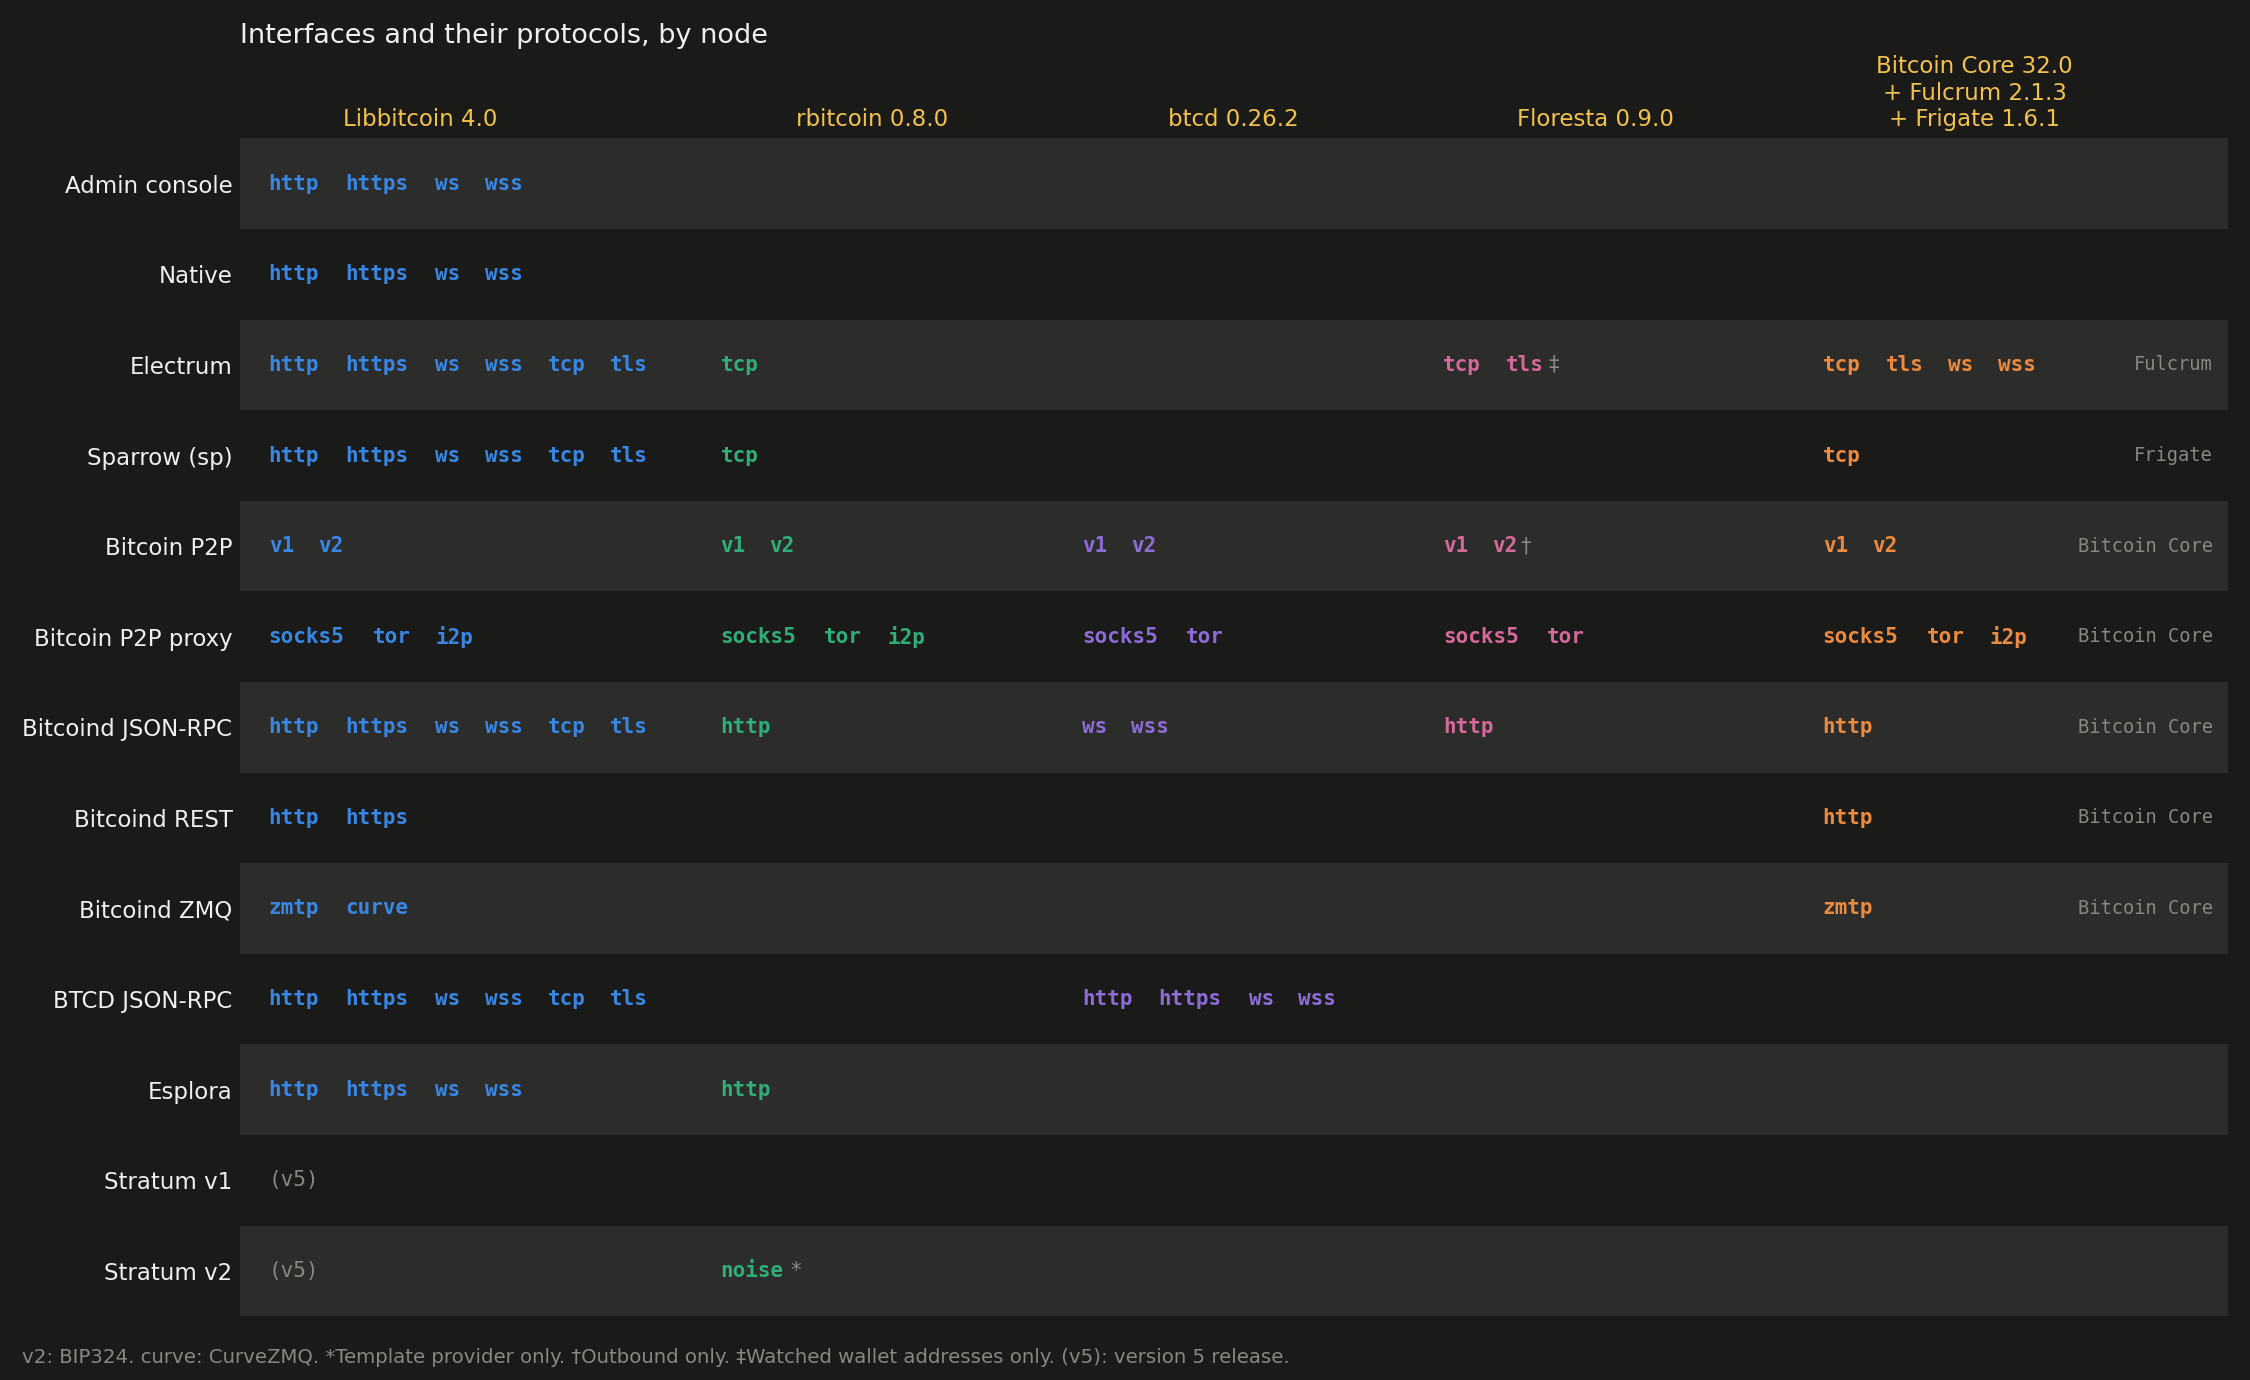 Interfaces and their protocols, by node
Bitcoin Core 32.0
+ Fulcrum 2.1.3
Libbitcoin 4.0 rbitcoin 0.8.0 btcd 0.26.2 Floresta 0.9.0 + Frigate 1.6.1
Admin console http https ws wss
Native http https ws wss
Electrum http https ws wss tcp tls tcp tcp tls ‡ tcp tls ws wss Fulcrum
Sparrow (sp) http https ws wss tcp tls tcp tcp Frigate
Bitcoin P2P v1 v2 v1 v2 v1 v2 v1 v2 † v1 v2 Bitcoin Core
Bitcoin P2P proxy socks5 tor i2p socks5 tor i2p socks5 tor socks5 tor socks5 tor i2p Bitcoin Core
Bitcoind JSON-RPC http https ws wss tcp tls http ws wss http http Bitcoin Core
Bitcoind REST http https http Bitcoin Core
Bitcoind ZMQ zmtp curve zmtp Bitcoin Core
BTCD JSON-RPC http https ws wss tcp tls http https ws wss
Esplora http https ws wss http
Stratum v1 (v5)
Stratum v2 (v5) noise *
v2: BIP324. curve: CurveZMQ. *Template provider only. †Outbound only. ‡Watched wallet addresses only. (v5): version 5 release.